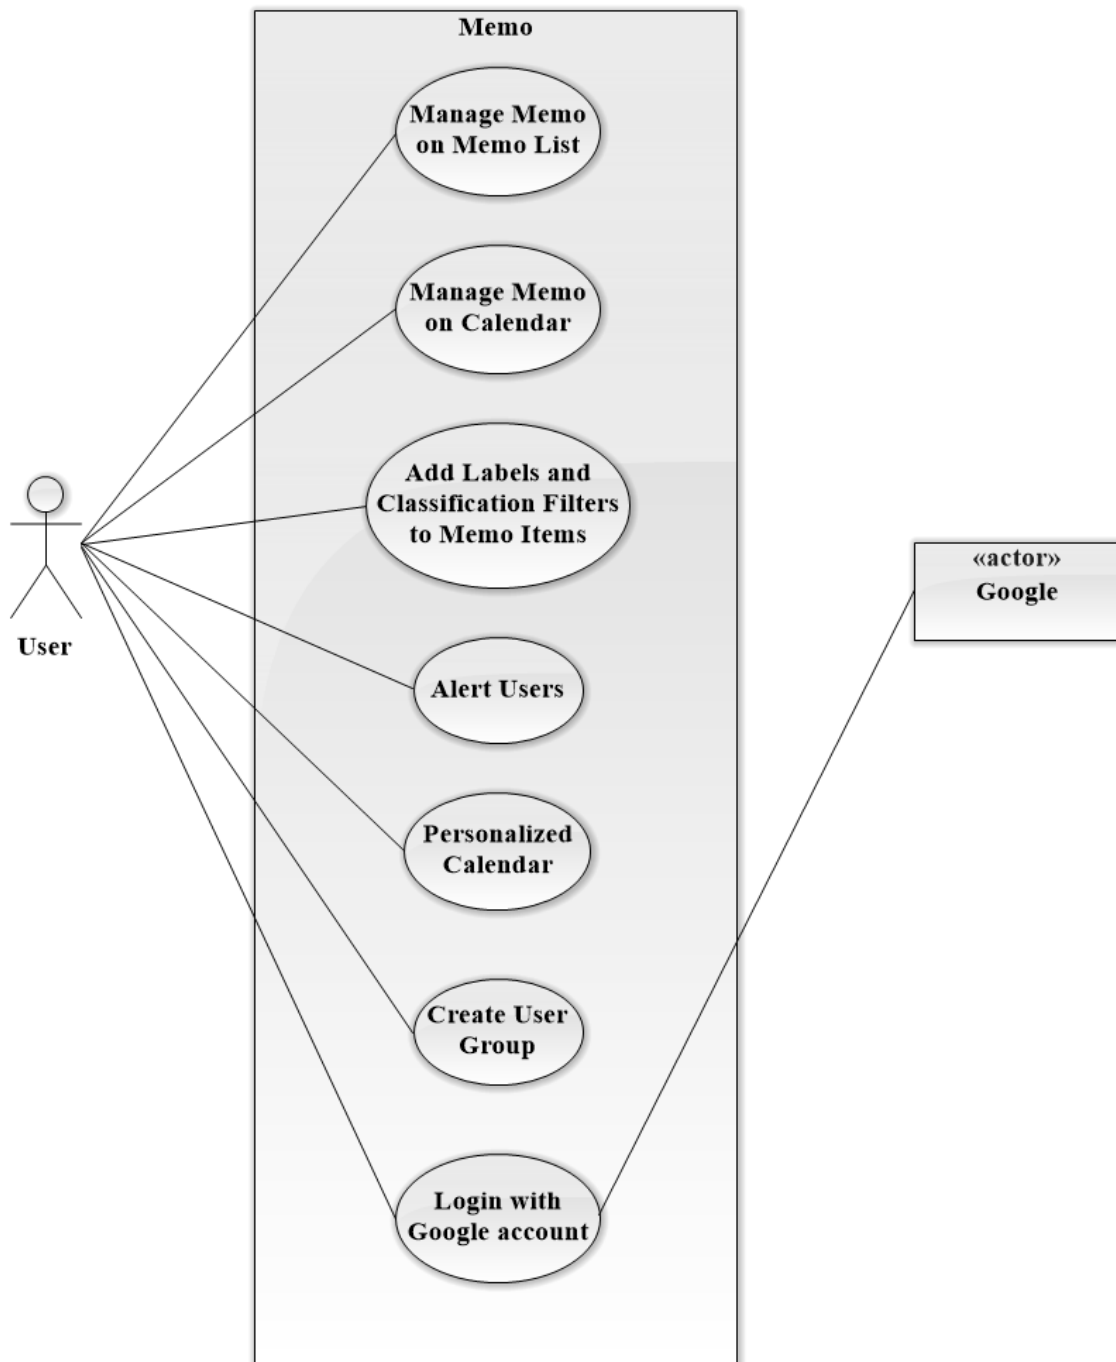 Memo
Manage Memo
on Memo List
Manage Memo
on Calendar
Add Labels and
Classification Filters
to Memo Items
User
«actor»
Google
Alert Users
Personalized
Calendar
Create User
Group
Login with
Google account